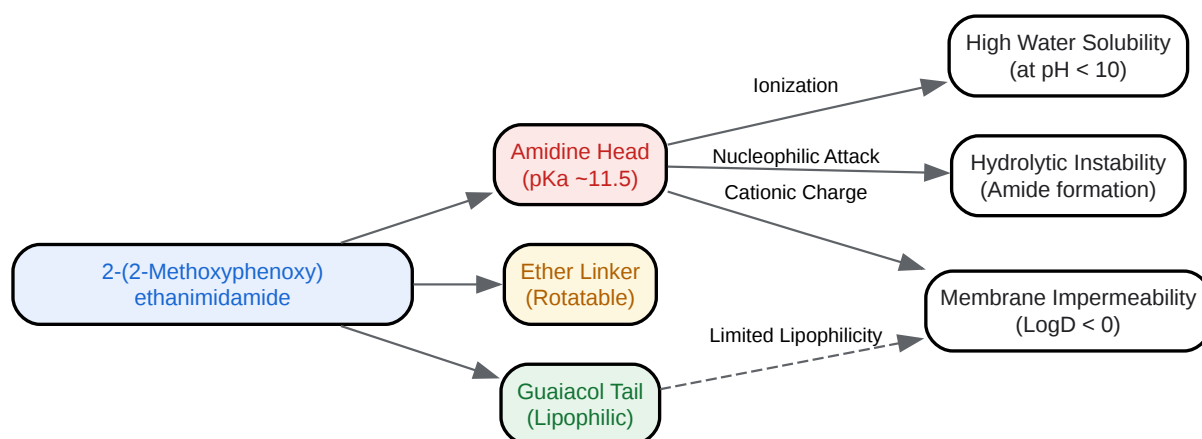 2-(2-Methoxyphenoxy)
ethanimidamide
Amidine Head
(pKa ~11.5)
Ether Linker
(Rotatable)
Guaiacol Tail
(Lipophilic)
Ionization
Nucleophilic Attack
Cationic Charge
Limited Lipophilicity
High Water Solubility
(at pH < 10)
Hydrolytic Instability
(Amide formation)
Membrane Impermeability
(LogD < 0)